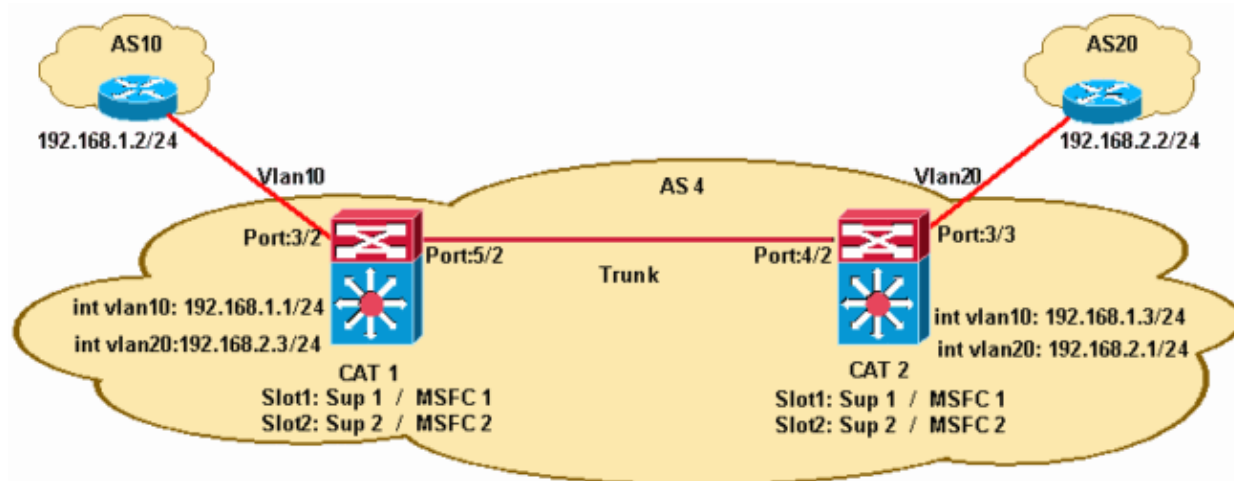 AS10
AS20
192.168.1.2/24
192.168.2.2/24
Vlan10
AS 4
Vlan20
Port:3/2
Port:5/2
Trunk
Port:4/2
Port:3/3
int vlan10: 192.168.1.1/24
int vlan20:192.168.2.3/24
int vlan10: 192.168.1.3/24
int vlan20: 192.168.2.1/24
CAT 1
Slot1: Sup 1 / MSFC 1
Slot2: Sup 2 / MSFC 2
CAT 2
Slot1: Sup 1 / MSFC 1
Slot2: Sup 2 / MSFC 2